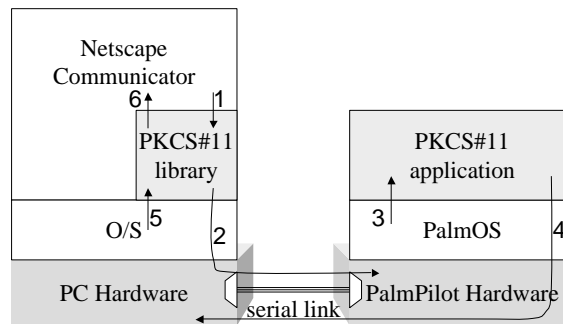 Netscape
Communicator
6
1
PKCS#11
library
PKCS#11
application
5
2
3
4
O/S
PalmOS
PC Hardware
PalmPilot Hardware
serial link